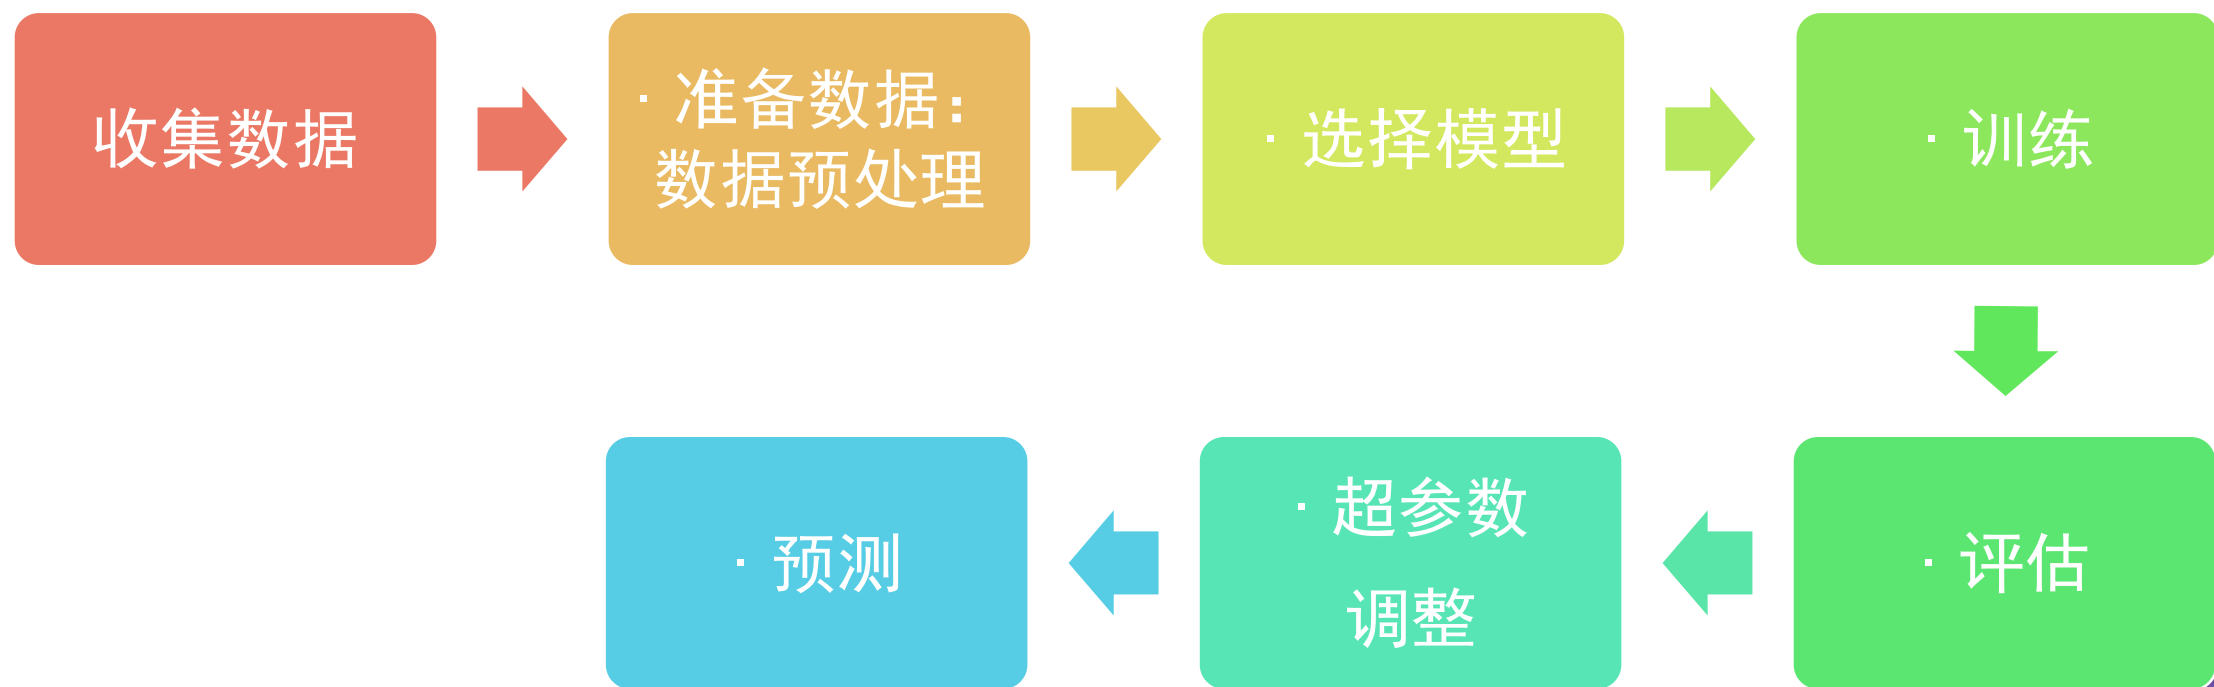 收集数据
· 准备数据:
数据预处理
· 选择模型
· 训练
· 评估
· 超参数
调整
· 预测